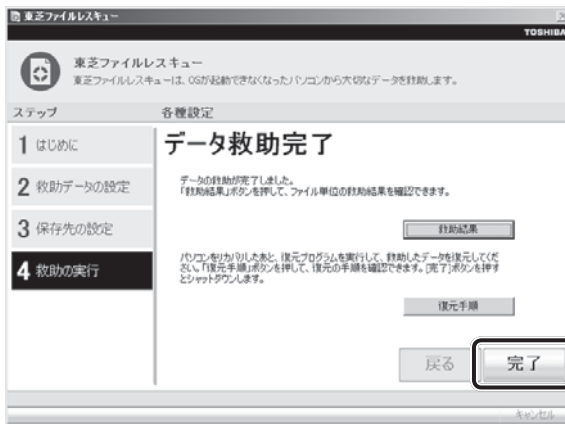 東芝ファイルレスキュー
TOSHIBA
東芝ファイルレスキュー
東芝ファイルレスキューは、OSが起動できなくなったパソコンから大切なデータを救助します。
ステップ
各種設定
1 はじめに
2 救助データの設定
3 保存先の設定
4 救助の実行
データ救助完了
データの救助が完了しました。
「救助結果」ボタンを押して、ファイル単位の救助結果を確認できます。
救助結果
パソコンをリカバリしたあと、復元プログラムを実行して、救助したデータを復元してくだ
さい。「復元手順」ボタンを押して、復元の手順を確認できます。[完了]ボタンを押す
とシャットダウンします。
復元手順
戻る
完了
キャンセル